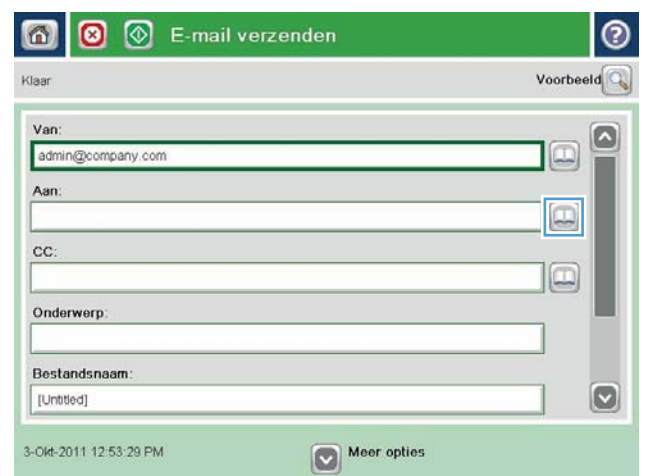 E-mail verzenden
Klaar Voorbeeld
Van:
admin@company.com
Aan:
CC:
Onderwerp:
Bestandsnaam:
[Untitled]
3-Okt-2011 12:53:29 PM Meer opties